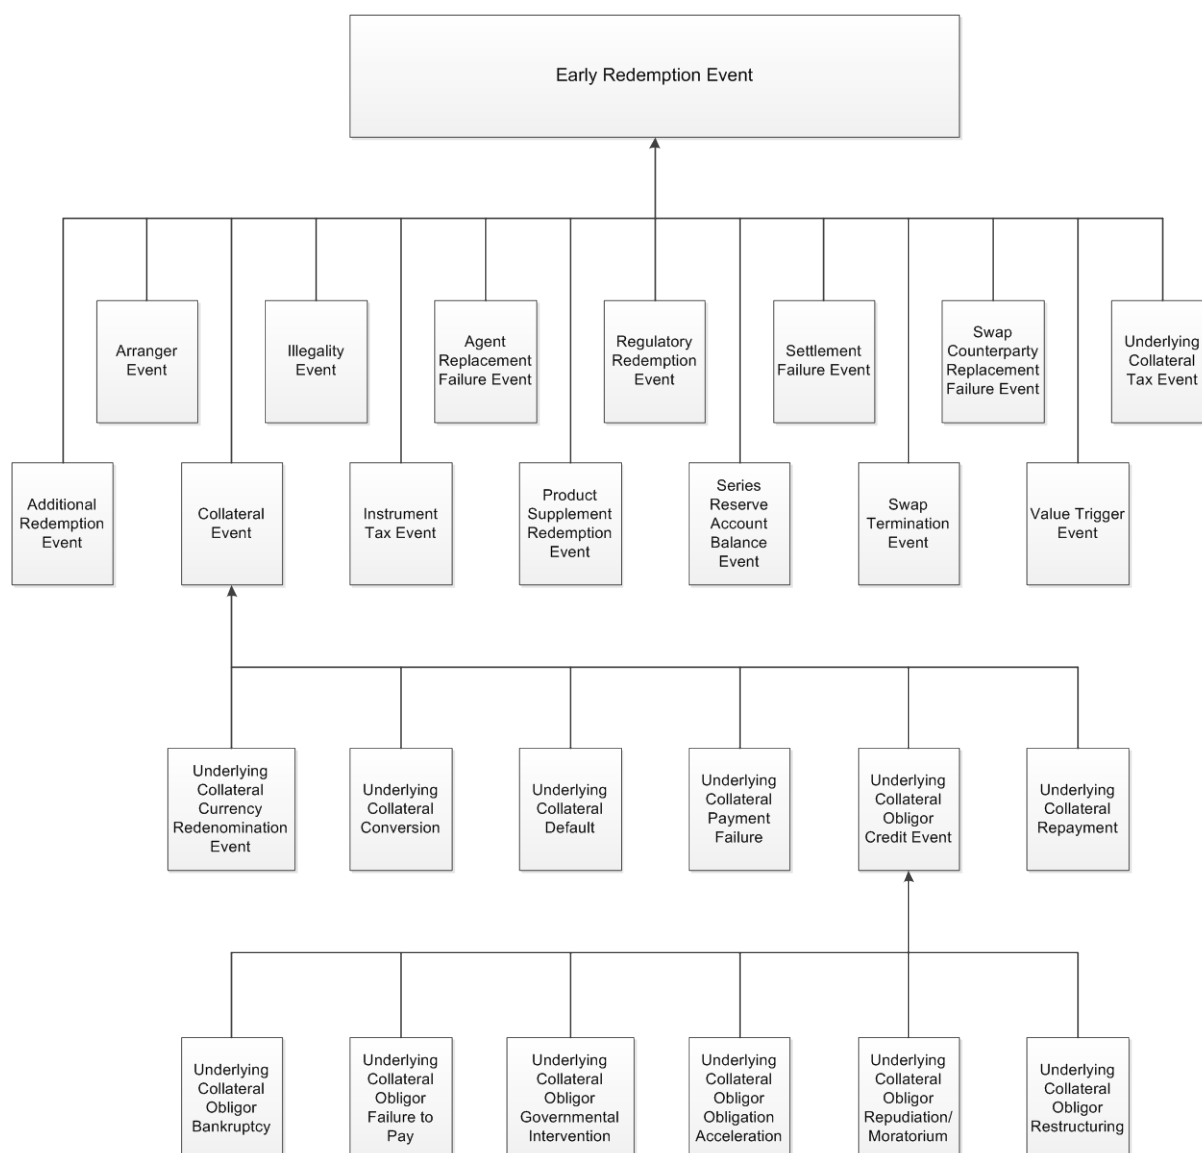 Early Redemption Event
Arranger
Event
Illegality
Event
Agent
Replacement
Failure Event
Regulatory
Redemption
Event
Settlement
Failure Event
Swap
Counterparty
Replacement
Failure Event
Underlying
Collateral
Tax Event
Additional
Redemption
Event
Collateral
Event
Instrument
Tax Event
Product
Supplement
Redemption
Event
Series
Reserve
Account
Balance
Event
Swap
Termination
Event
Value Trigger
Event
Underlying
Collateral
Currency
Redenomination
Event
Underlying
Collateral
Conversion
Underlying
Collateral
Default
Underlying
Collateral
Payment
Failure
Underlying
Collateral
Obligor
Credit Event
Underlying
Collateral
Repayment
Underlying
Collateral
Obligor
Bankruptcy
Underlying
Collateral
Obligor
Failure to
Pay
Underlying
Collateral
Obligor
Governmental
Intervention
Underlying
Collateral
Obligor
Obligation
Acceleration
Underlying
Collateral
Obligor
Repudiation/
Moratorium
Underlying
Collateral
Obligor
Restructuring